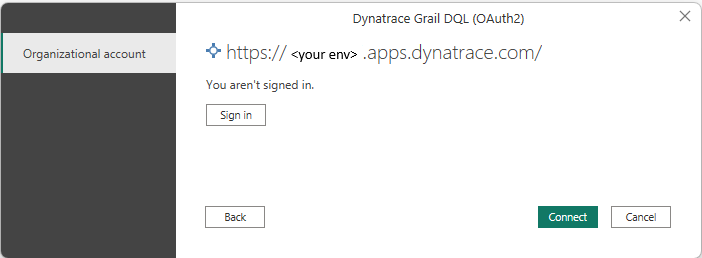 Dynatrace Grail DQL (OAuth2)
Organizational account
https:// <your env> .apps.dynatrace.com/
You aren't signed in.
Sign in
Back
Connect
Cancel